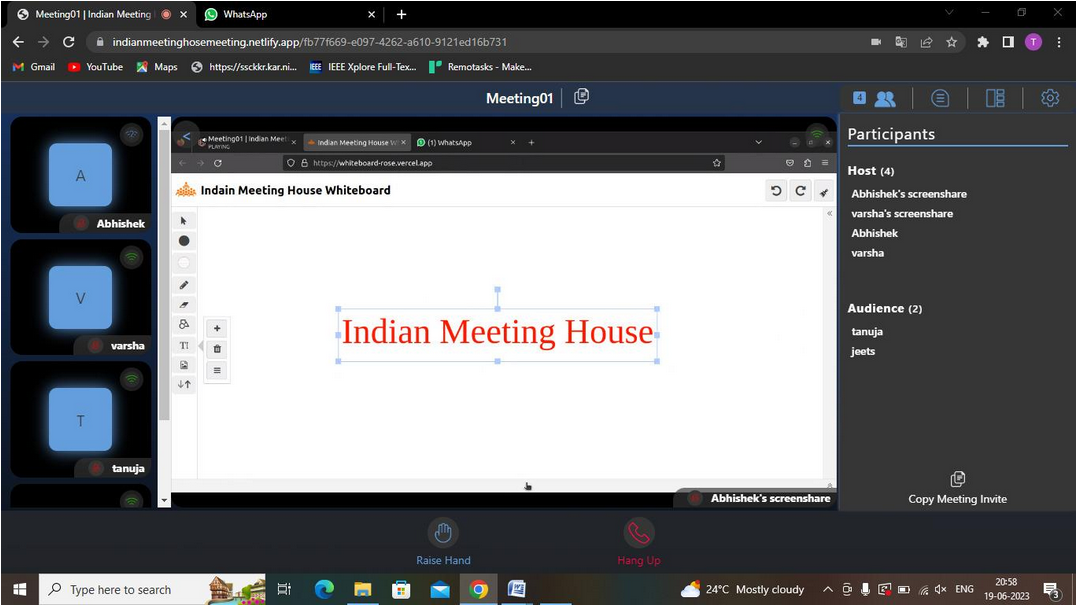 Meeting01 | Indian Meeting
WhatsApp
indianmeetinghosemeeting.netlify.app/fb77f669-e097-4262-a610-9121ed16b731
T
Gmail
YouTube
Maps
https://ssckkr.kar.ni...
IEEE
IEEE Xplore Full-Tex...
Remotasks - Make...
Meeting01
4
A
Abhishek
V
varsha
T
tanuja
Meeting01 | Indian Meet
PLAYING
Indian Meeting House W
(1) WhatsApp
https://whiteboard-rose.vercel.app
Indain Meeting House Whiteboard
Indian Meeting House
Abhishek's screenshare
Participants
Host (4)
Abhishek's screenshare
varsha's screenshare
Abhishek
varsha
Audience (2)
tanuja
jeets
Copy Meeting Invite
Raise Hand
Hang Up
Type here to search
24°C Mostly cloudy
ENG
20:58
19-06-2023
3